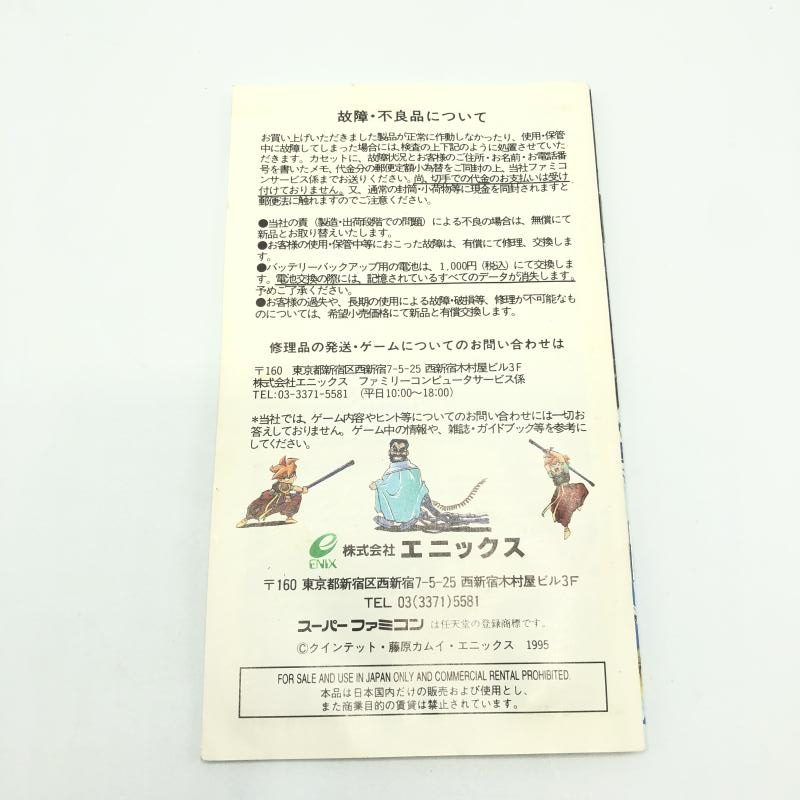 故障・不良品について
お買い上げいただきました製品が正常に作動しなかったり、使用・保管
中に故障してしまった場合には、検査の上下記のように処置させていた
だきます。カセットに、故障状況とお客様のご住所・お名前・お電話番
号を書いたメモ、代金分の郵便定額小為替をご同封の上、当社ファミコ
ンサービス係までお送りください。尚、切手での代金のお支払いは受け
付けておりません。又、通常の封筒・小荷物等に現金を同封されますと
郵便法に触れますのでご注意ください。
●当社の責（製造・出荷段階での問題）による不良の場合は、無償にて
新品とお取り替えいたします。
●お客様の使用・保管中等におこった故障は、有償にて修理、交換しま
す。
●バッテリーバックアップ用の電池は、1,000円（税込）にて交換しま
す。電池交換の際には、記憶されているすべてのデータが消失します。
予めご了承ください。
●お客様の過失や、長期の使用による故障・破損等、修理が不可能なも
のについては、希望小売価格にて新品と有償交換します。
修理品の発送・ゲームについてのお問い合わせは
〒160 東京都新宿区西新宿7-5-25 西新宿木村屋ビル3F
株式会社エニックス ファミリーコンピュータサービス係
TEL:03-3371-5581 （平日10:00〜18:00）
*当社では、ゲーム内容やヒント等についてのお問い合わせには一切お
答えしておりません。ゲーム中の情報や、雑誌・ガイドブック等を参考に
してください。
ENIX 株式会社 エニックス
〒160 東京都新宿区西新宿7-5-25 西新宿木村屋ビル3F
TEL 03(3371)5581
スーパーファミコン は任天堂の登録商標です。
©クインテット・藤原カムイ・エニックス 1995
FOR SALE AND USE IN JAPAN ONLY AND COMMERCIAL RENTAL PROHIBITED.
本品は日本国内だけの販売および使用とし、
また商業目的の賃貸は禁止されています。